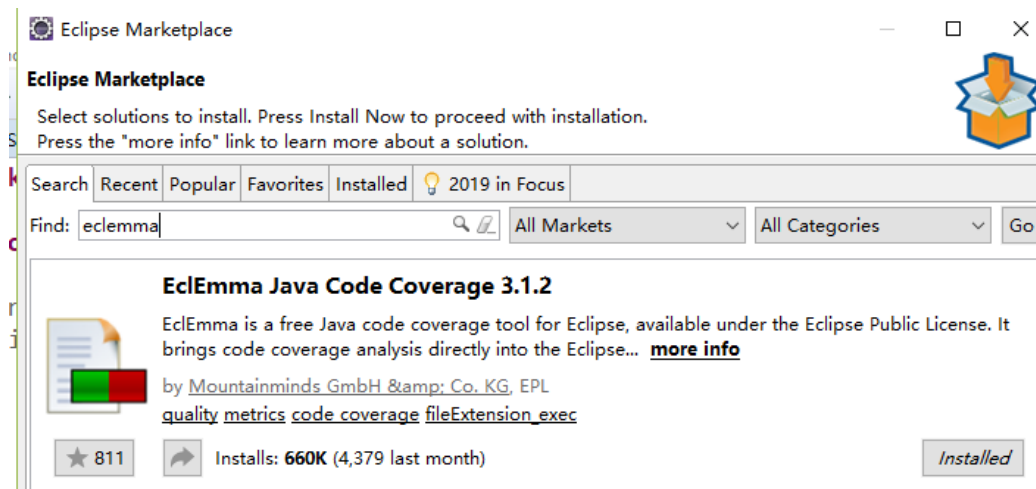 Eclipse Marketplace
Eclipse Marketplace
Select solutions to install. Press Install Now to proceed with installation.
Press the "more info" link to learn more about a solution.
Search Recent Popular Favorites Installed 2019 in Focus
Find: eclemma All Markets All Categories Go
EclEmma Java Code Coverage 3.1.2
EclEmma is a free Java code coverage tool for Eclipse, available under the Eclipse Public License. It
brings code coverage analysis directly into the Eclipse... more info
by Mountainminds GmbH &amp; Co. KG, EPL
quality metrics code coverage fileExtension_exec
811 Installs: 660K (4,379 last month) Installed